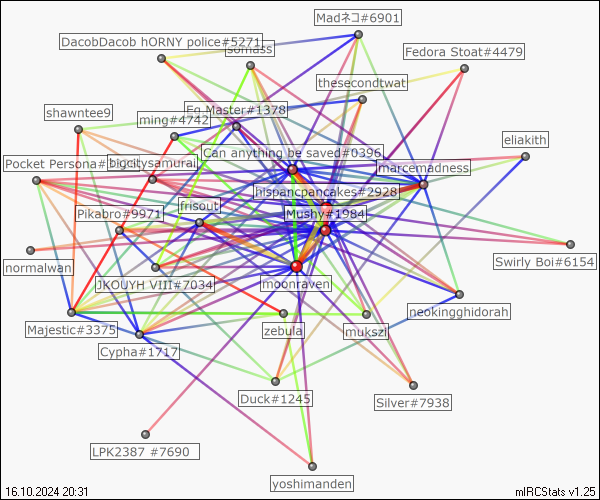 Madネコ#6901
DacobDacob hORNY police#5271
somass
Fedora Stoat#4479
thesecondtwat
shawntee9
Eg Master#1378
ming#4742
eliakith
Can anything be saved#0396
Pocket Persona#
bigcitysamurai
marcemadness
hispancpancakes#2928
frisout
Pikabro#9971
Mushy#1984
Swirly Boi#6154
normalwan
JKOUYH VIII#7034
moonraven
neokingghidorah
Majestic#3375
zebula
mukszi
Cypha#1717
Duck#1245
Silver#7938
LPK2387 #7690
yoshimanden
16.10.2024 20:31
mIRCStats v1.25